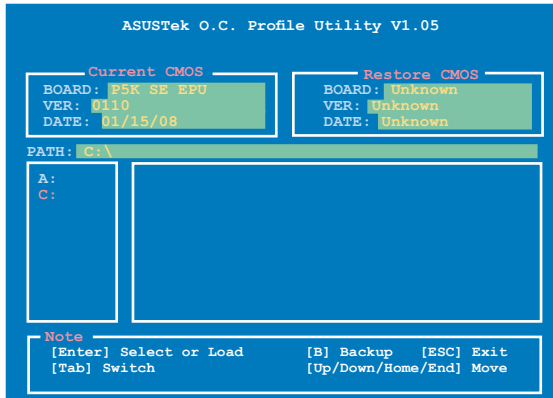 ASUSTek O.C. Profile Utility V1.05
Current CMOS
BOARD: P5K SE EPU
VER: 0110
DATE: 01/15/08
Restore CMOS
BOARD: Unknown
VER: Unknown
DATE: Unknown
PATH: C:\
A:
C:
Note
[Enter] Select or Load [B] Backup [ESC] Exit
[Tab] Switch [Up/Down/Home/End] Move